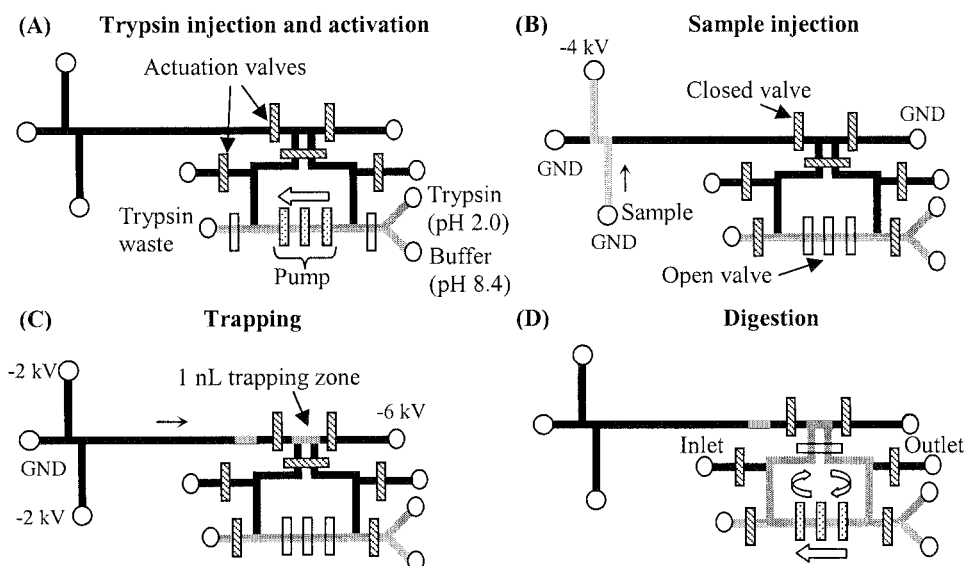 (A) Trypsin injection and activation
Actuation valves
Trypsin
waste
Pump
Trypsin
(pH 2.0)
Buffer
(pH 8.4)
(B) Sample injection
-4 kV
Closed valve
GND
GND
Sample
GND
Open valve
(C) Trapping
-2 kV
1 nL trapping zone
-6 kV
GND
-2 kV
(D) Digestion
Inlet
Outlet